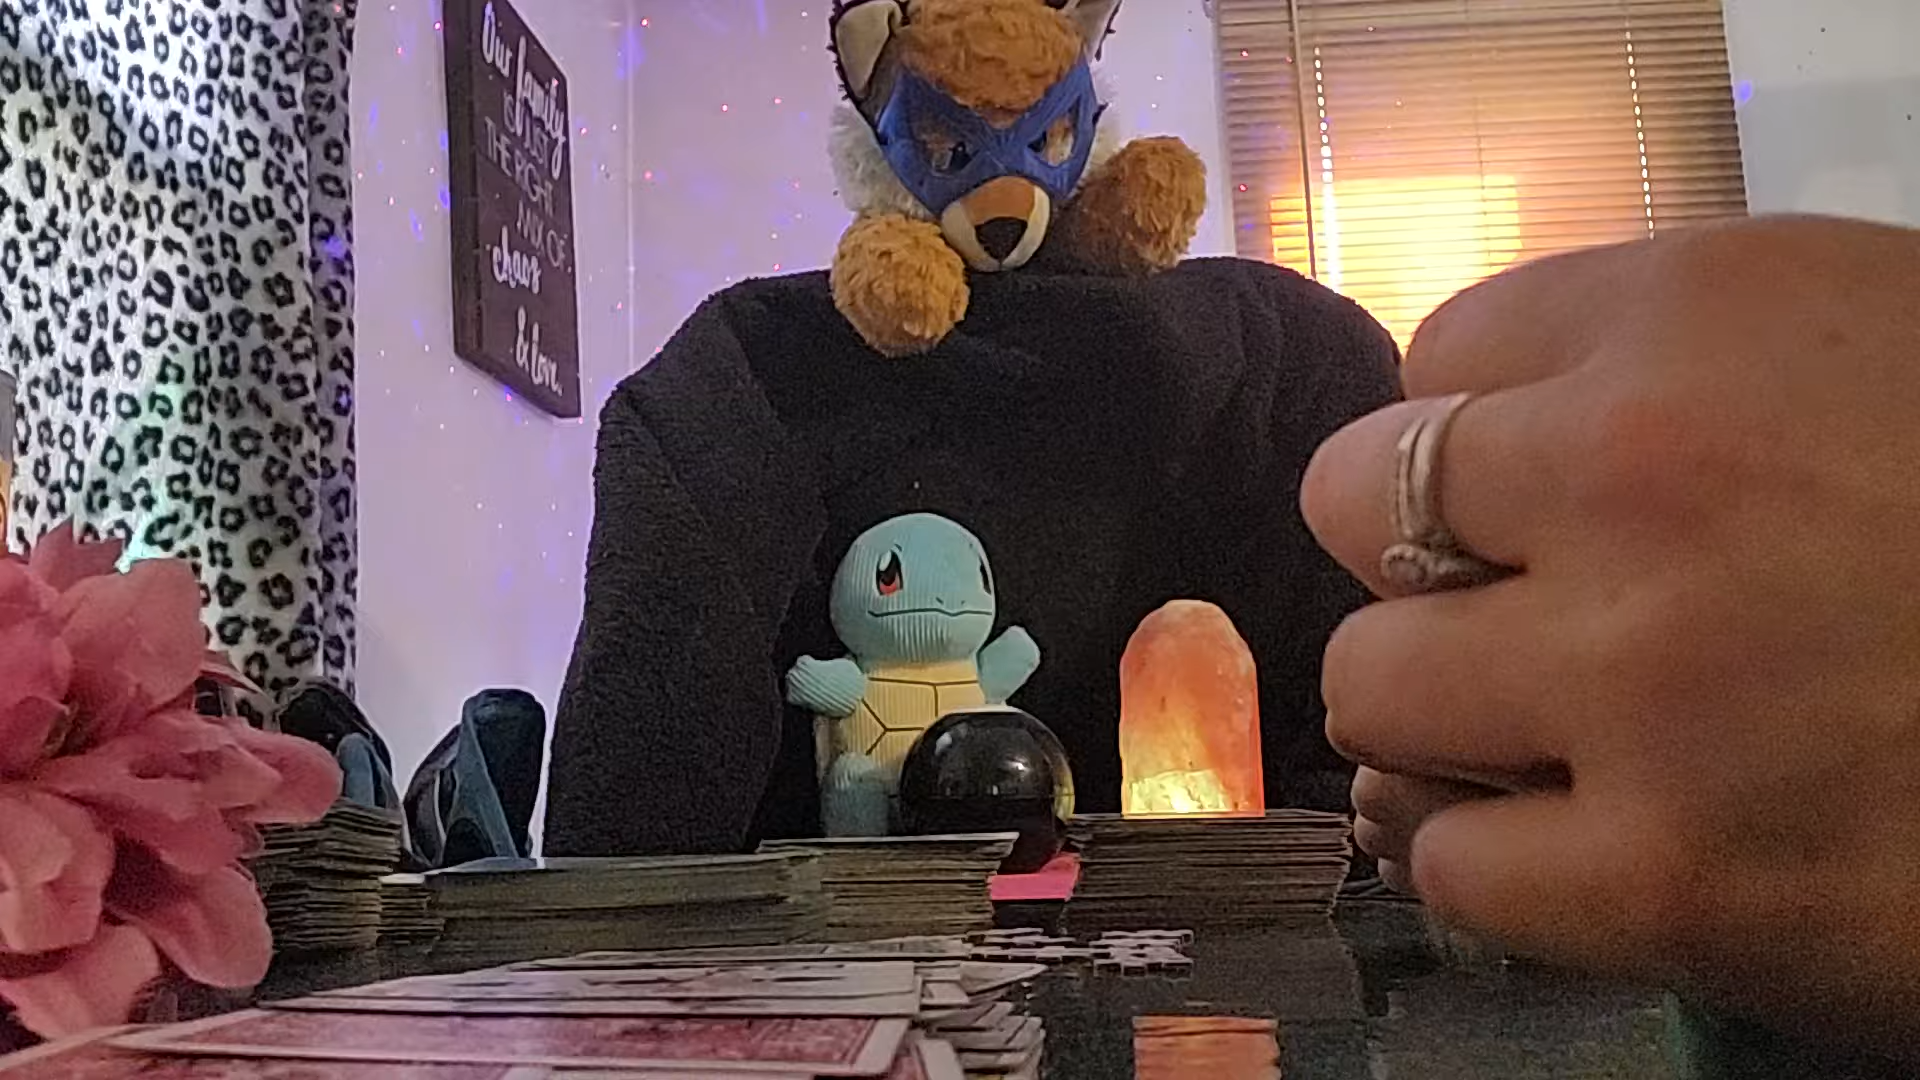 Our family
IS JUST
THE RIGHT
MIX OF
chaos
& love.